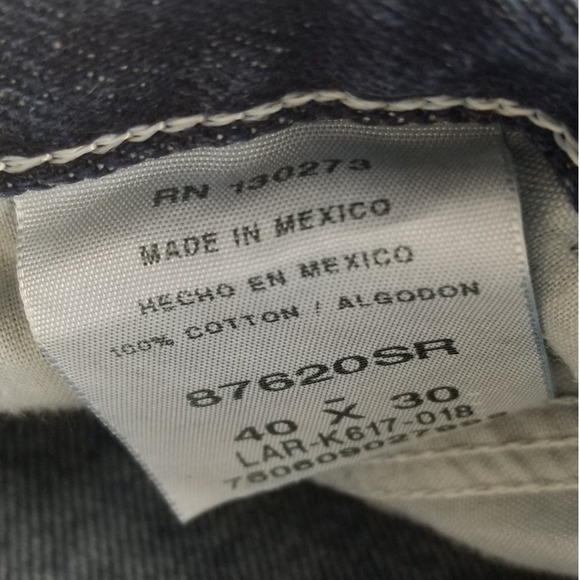 RN 130273
MADE IN MEXICO
HECHO EN MEXICO
100% COTTON / ALGODON
87620SR
40 X 30
LAR-K617-018